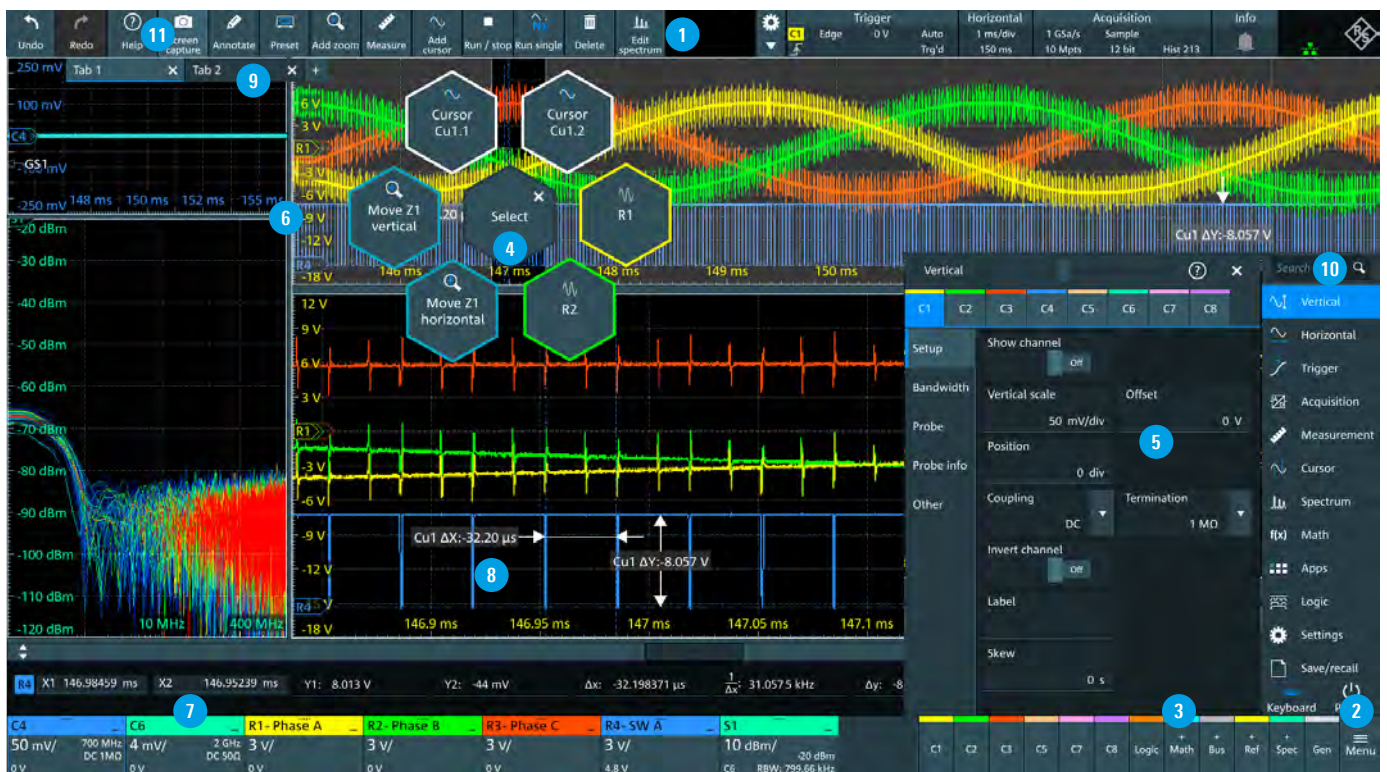 Undo
Redo
Help
11
Screen capture
Annotate
Preset
Add zoom
Measure
Add cursor
Run / stop
Run single
Delete
Edit spectrum
1
C1
Edge
Trigger
0 V
Auto
Trg'd
Horizontal
1 ms/div
150 ms
Acquisition
1 GSa/s
Sample
10 Mpts
12 bit
Hist 213
Info
R S
Tab 1
Tab 2
+
9
250 mV
100 mV
C4
GS1
-250 mV
148 ms
150 ms
152 ms
155 ms
6
6 V
3 V
R1
-3 V
-6 V
-9 V
-12 V
R4
-18 V
Cursor Cu1.1
Cursor Cu1.2
Move Z1 vertical
Select
4
R1
Move Z1 horizontal
R2
146 ms
147 ms
148 ms
149 ms
150 ms
Cu1 ΔY:-8.057 V
-20 dBm
-30 dBm
-40 dBm
-50 dBm
-60 dBm
-70 dBm
-80 dBm
-90 dBm
-100 dBm
-110 dBm
-120 dBm
10 MHz
400 MHz
12 V
9 V
6 V
3 V
R1
-3 V
-6 V
-9 V
-12 V
R4
-18 V
Cu1 ΔX:-32.20 µs
8
Cu1 ΔY:-8.057 V
146.9 ms
146.95 ms
147 ms
147.05 ms
147.1 ms
Vertical
C1
C2
C3
C4
C5
C6
C7
C8
Setup
Bandwidth
Probe
Probe info
Other
Show channel
Off
Vertical scale
50 mV/div
Offset
0 V
5
Position
0 div
Coupling
DC
Termination
1 MΩ
Invert channel
Off
Label
Skew
0 s
Search
10
Vertical
Horizontal
Trigger
Acquisition
Measurement
Cursor
Spectrum
f(x) Math
Apps
Logic
Settings
Save/recall
Keyboard
2
Menu
R4 X1 146.98459 ms X2 146.95239 ms Y1: 8.013 V Y2: -44 mV Δx: -32.198371 µs 1/Δx: 31.0575 kHz Δy: -8
7
C4
50 mV/
700 MHz
DC 1MΩ
0 V
C6
4 mV/
2 GHz
DC 50Ω
0 V
R1- Phase A
3 V/
0 V
R2- Phase B
3 V/
0 V
R3- Phase C
3 V/
0 V
R4- SW A
3 V/
4.8 V
S1
10 dBm/
-20 dBm
C6 RBW: 799.66 kHz
3
C1
C2
C3
C5
C7
C8
Logic
+ Math
+ Bus
+ Ref
+ Spec
Gen